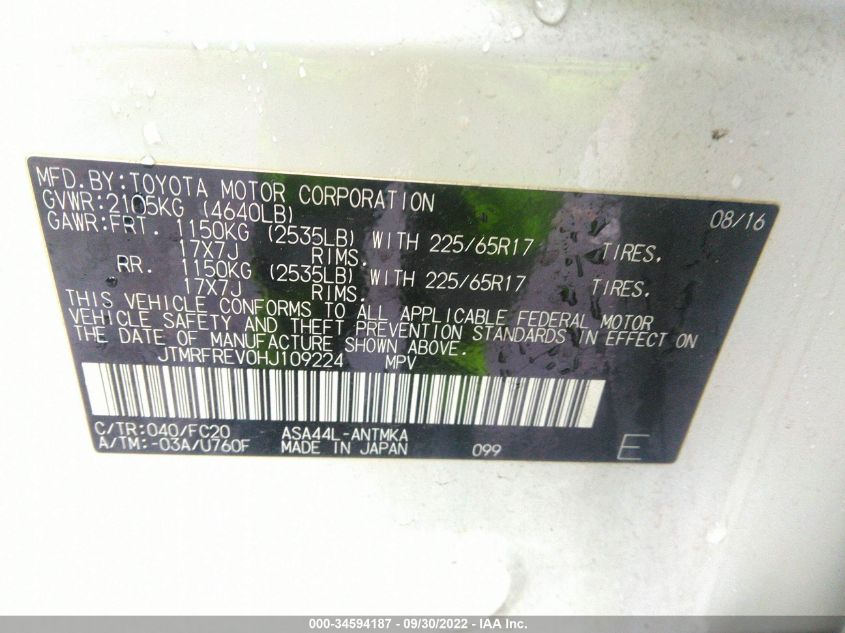 MFD.BY:TOYOTA MOTOR CORPORATION 08/16
GVWR:2105KG (4640LB)
GAWR:FRT. 1150KG (2535LB) WITH 225/65R17 TIRES.
17X7J RIMS.
RR. 1150KG (2535LB) WITH 225/65R17 TIRES.
17X7J RIMS.
THIS VEHICLE CONFORMS TO ALL APPLICABLE FEDERAL MOTOR
VEHICLE SAFETY AND THEFT PREVENTION STANDARDS IN EFFECT ON
THE DATE OF MANUFACTURE SHOWN ABOVE.
JTMRFREV0HJ109224 MPV
C/TR:040/FC20 ASA44L-ANTMKA
A/TM:-03A/U760F MADE IN JAPAN 099 E
000-34594187 - 09/30/2022 - IAA Inc.